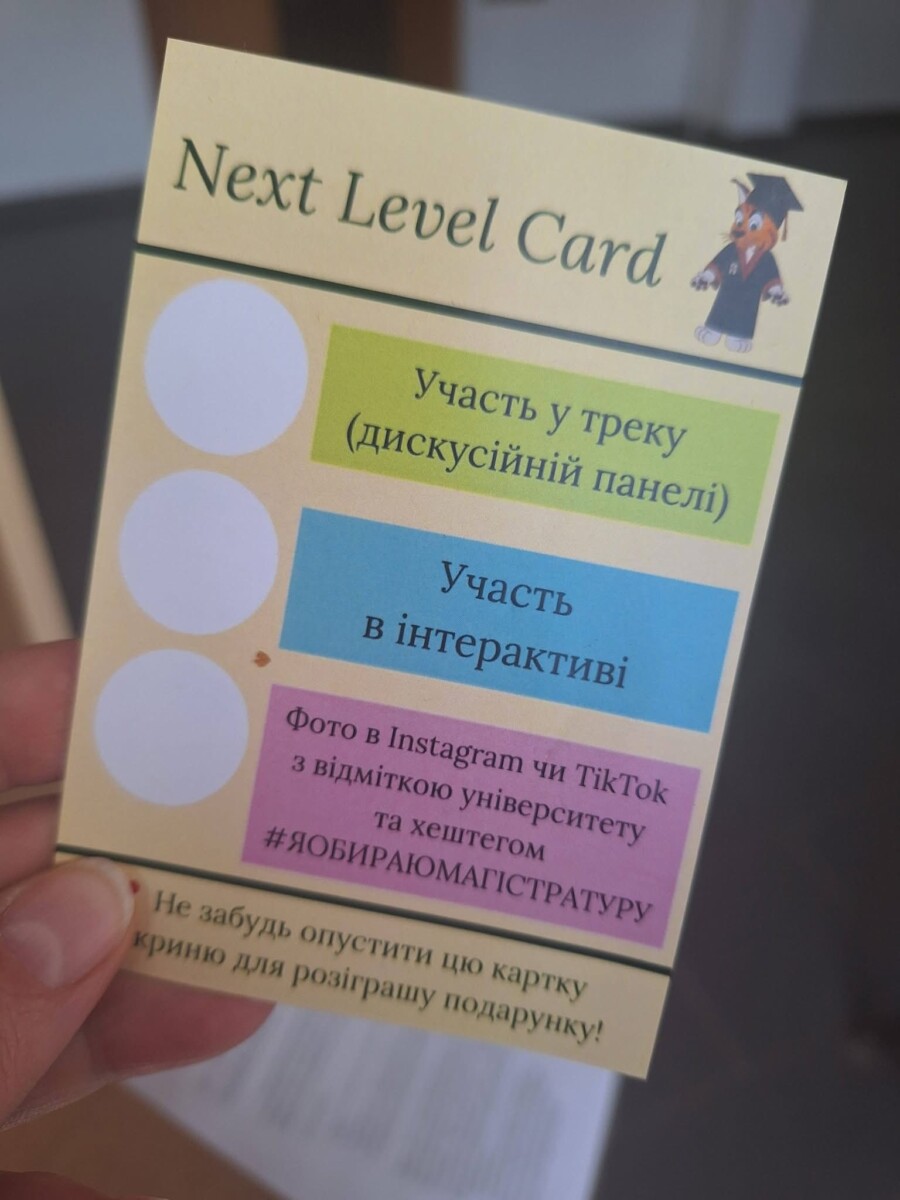 Next Level Card
Участь у треку
(дискусійній панелі)
Участь
в інтерактиві
Фото в Instagram чи TikTok
з відміткою університету
та хештегом
#ЯОБИРАЮМАГІСТРАТУРУ
Не забудь опустити цю картку
криню для розіграшу подарунку!